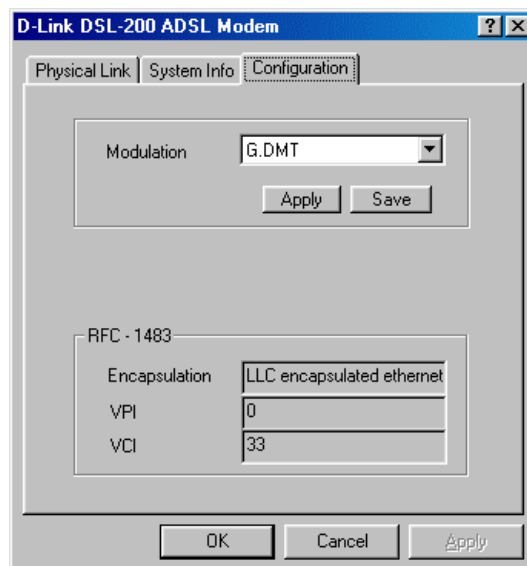 D-Link DSL-200 ADSL Modem ? ×
Physical Link System Info Configuration
Modulation G.DMT
Apply Save
RFC - 1483
Encapsulation LLC encapsulated ethernet
VPI 0
VCI 33
OK Cancel Apply